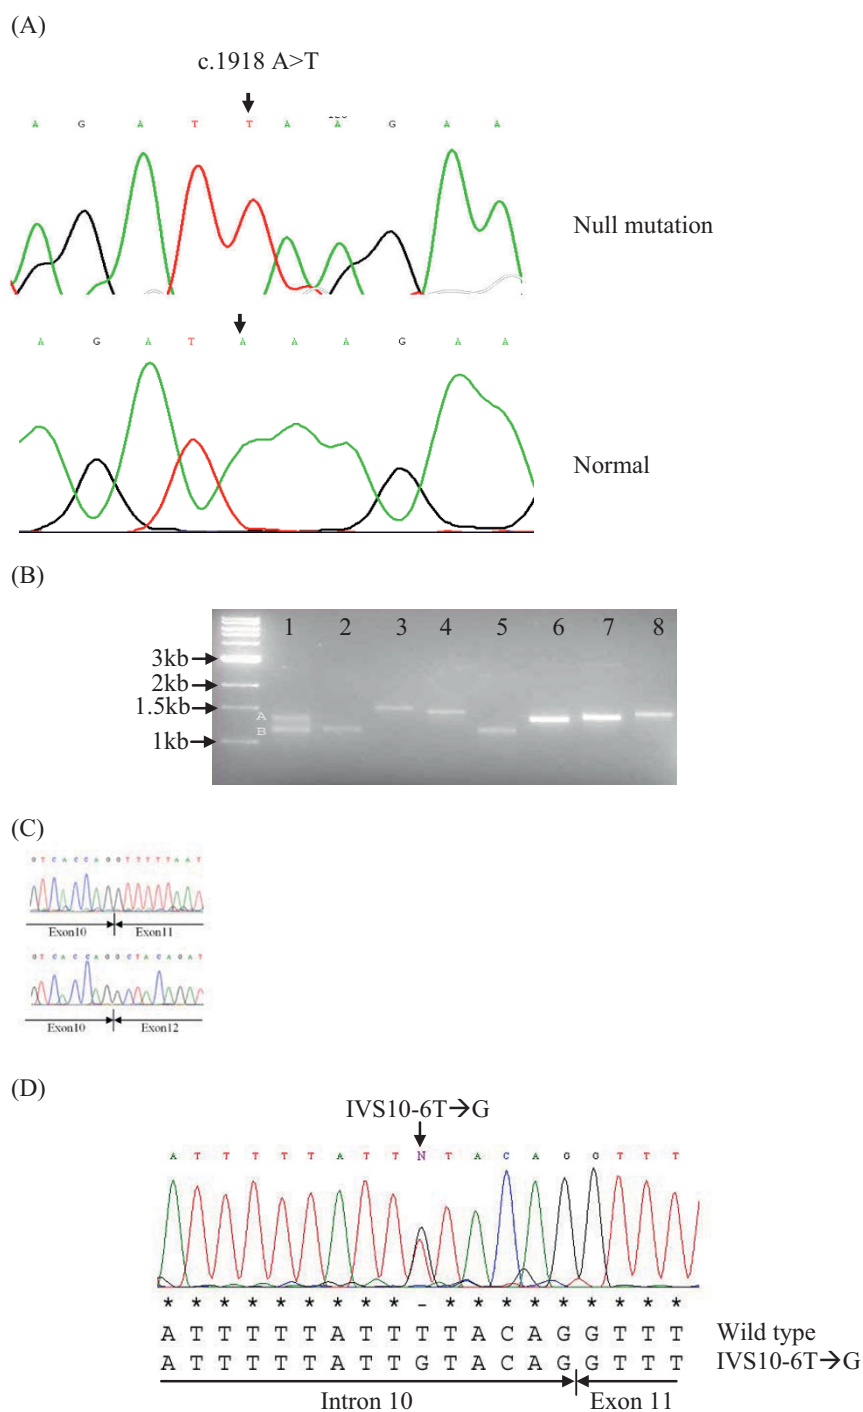 (A)
c.1918 A>T
A G A T T A A G A A
Null mutation
A G A T A A A G A A
Normal
(B)
1 2 3 4 5 6 7 8
3kb
2kb
1.5kb
A
B
1kb
(C)
G T C A C C A G G T T T T T A A T
Exon10 Exon11
G T C A C C A G G C T A C A G A T
Exon10 Exon12
(D)
IVS10-6T→G
A T T T T T A T T N T A C A G G T T T
* * * * * * * * * - * * * * * * * * *
A T T T T T A T T T T A C A G G T T T Wild type
A T T T T T A T T G T A C A G G T T T IVS10-6T→G
Intron 10 Exon 11